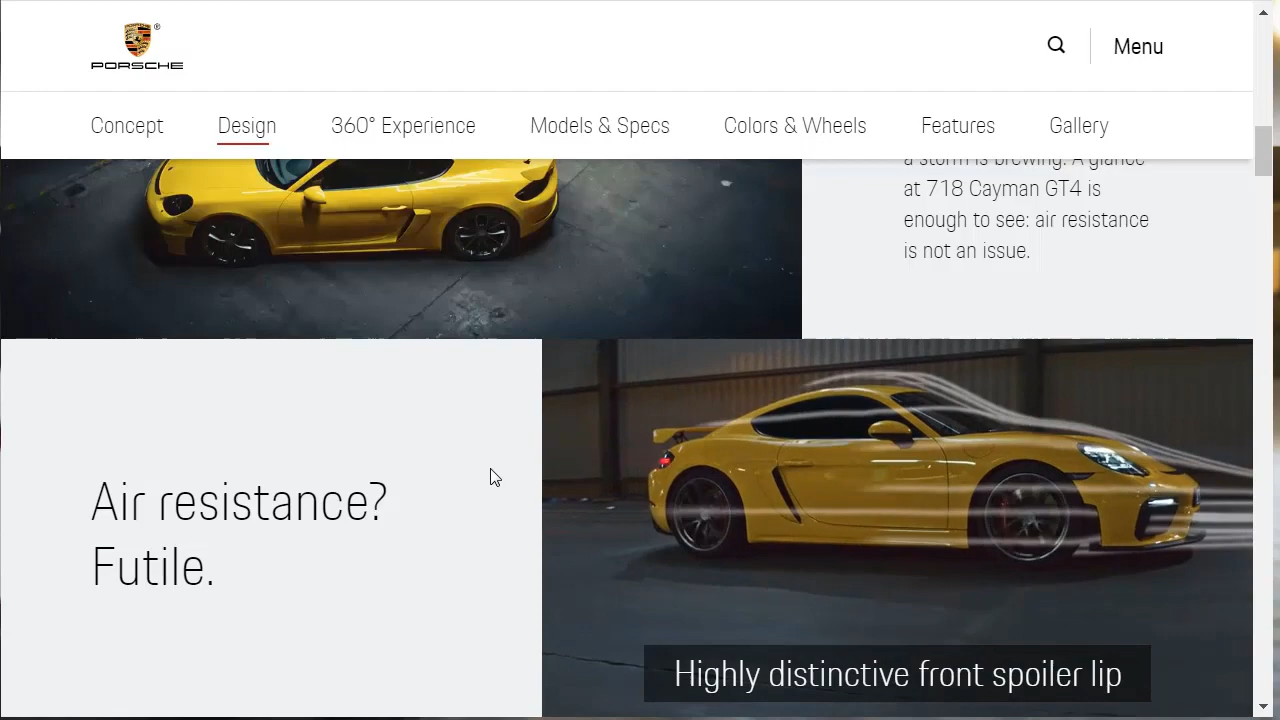 PORSCHE
Menu
Concept
Design
360° Experience
Models & Specs
Colors & Wheels
Features
Gallery
a storm is brewing. A glance
at 718 Cayman GT4 is
enough to see: air resistance
is not an issue.
Air resistance?
Futile.
Highly distinctive front spoiler lip